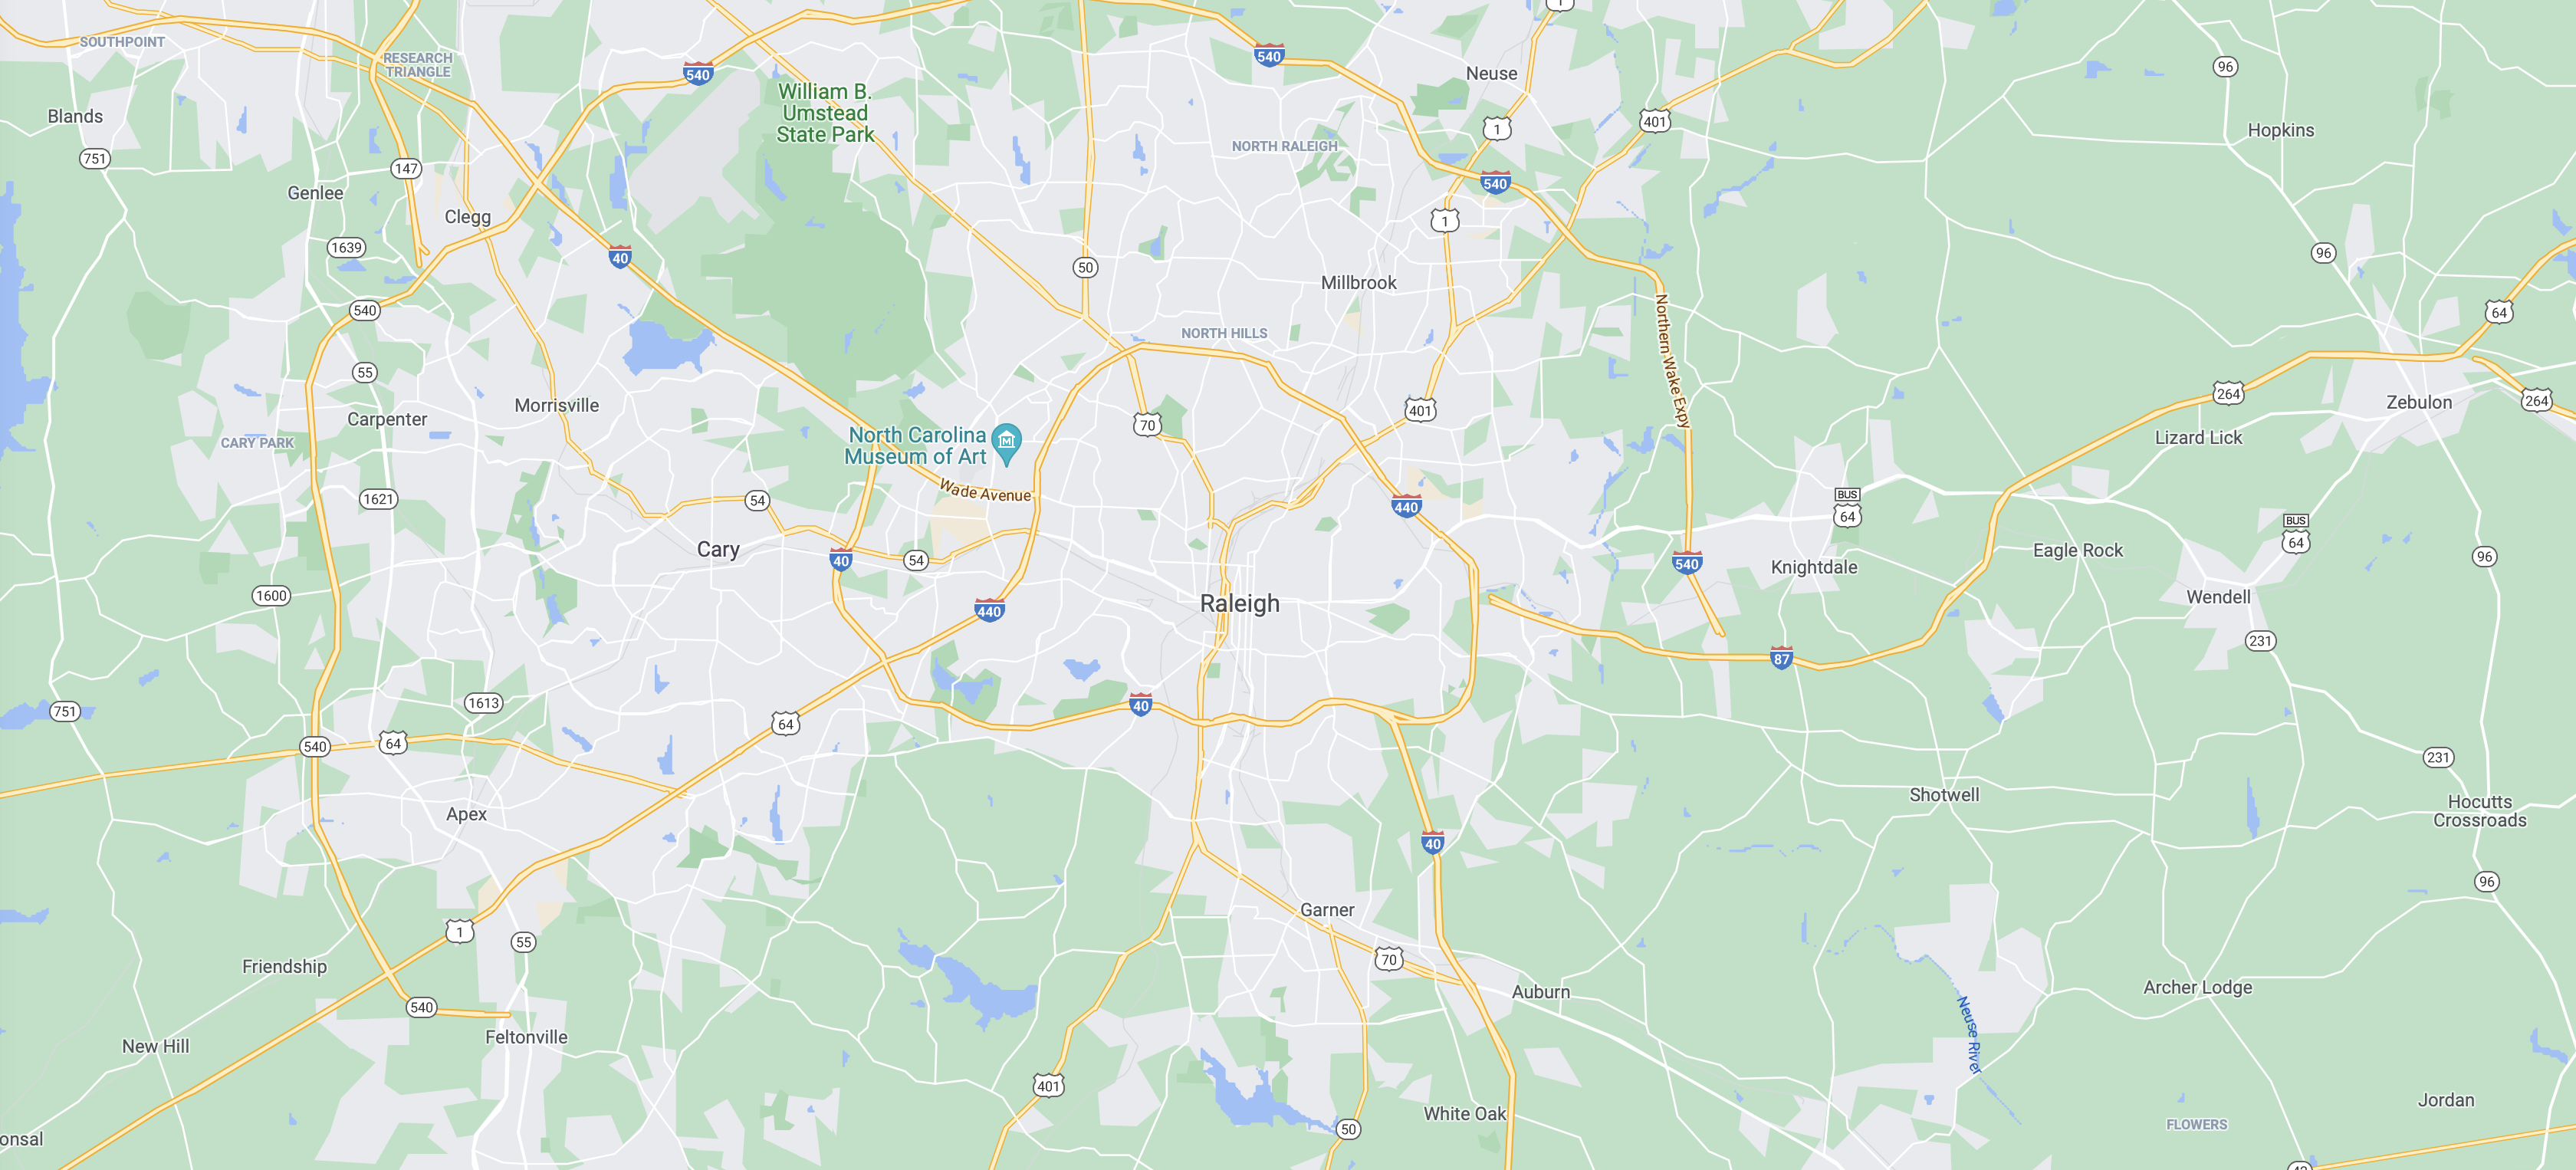 1
SOUTHPOINT
RESEARCH
TRIANGLE
540
540
Neuse
96
William B.
Umstead
State Park
Blands
401
1
Hopkins
NORTH RALEIGH
751
147
540
Genlee
Clegg
1
1639
40
96
50
Millbrook
540
64
Northern Wake Expy
NORTH HILLS
55
264
264
Morrisville
Zebulon
401
Carpenter
70
North Carolina
Museum of Art
CARY PARK
Lizard Lick
Wade Avenue
1621
54
440
BUS
64
BUS
64
Cary
40
54
540
Knightdale
Eagle Rock
96
1600
Raleigh
440
Wendell
231
87
1613
40
751
64
540
64
231
Shotwell
Hocutts
Crossroads
Apex
40
96
Garner
1
55
70
Friendship
Archer Lodge
Auburn
540
Neuse River
Feltonville
New Hill
401
Jordan
White Oak
50
FLOWERS
onsal